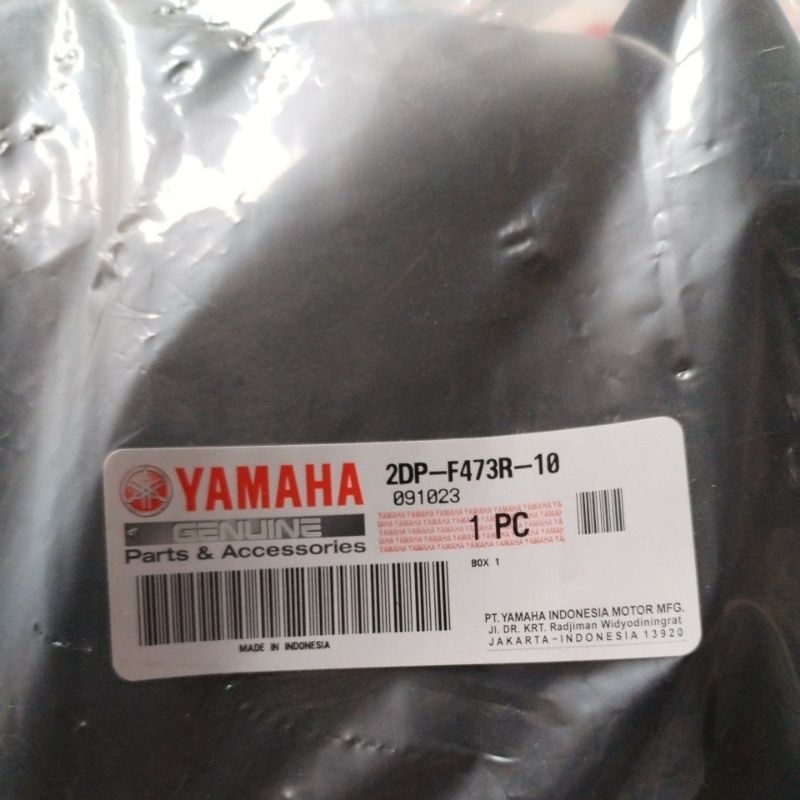 YAMAHA
GENUINE
Parts & Accessories
2DP-F473R-10
091023
1 PC
BOX 1
MADE IN INDONESIA
PT. YAMAHA INDONESIA MOTOR MFG.
Jl. DR. KRT. Radjiman Widyodiningrat
JAKARTA-INDONESIA 13920